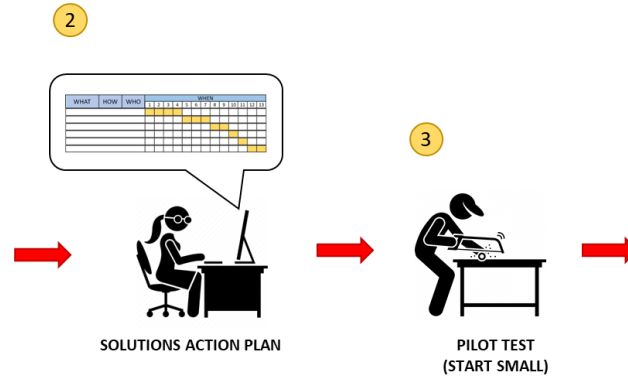 2
WHAT HOW WHO WHEN
1 2 3 4 5 6 7 8 9 10 11 12 13
3
SOLUTIONS ACTION PLAN
PILOT TEST
(START SMALL)